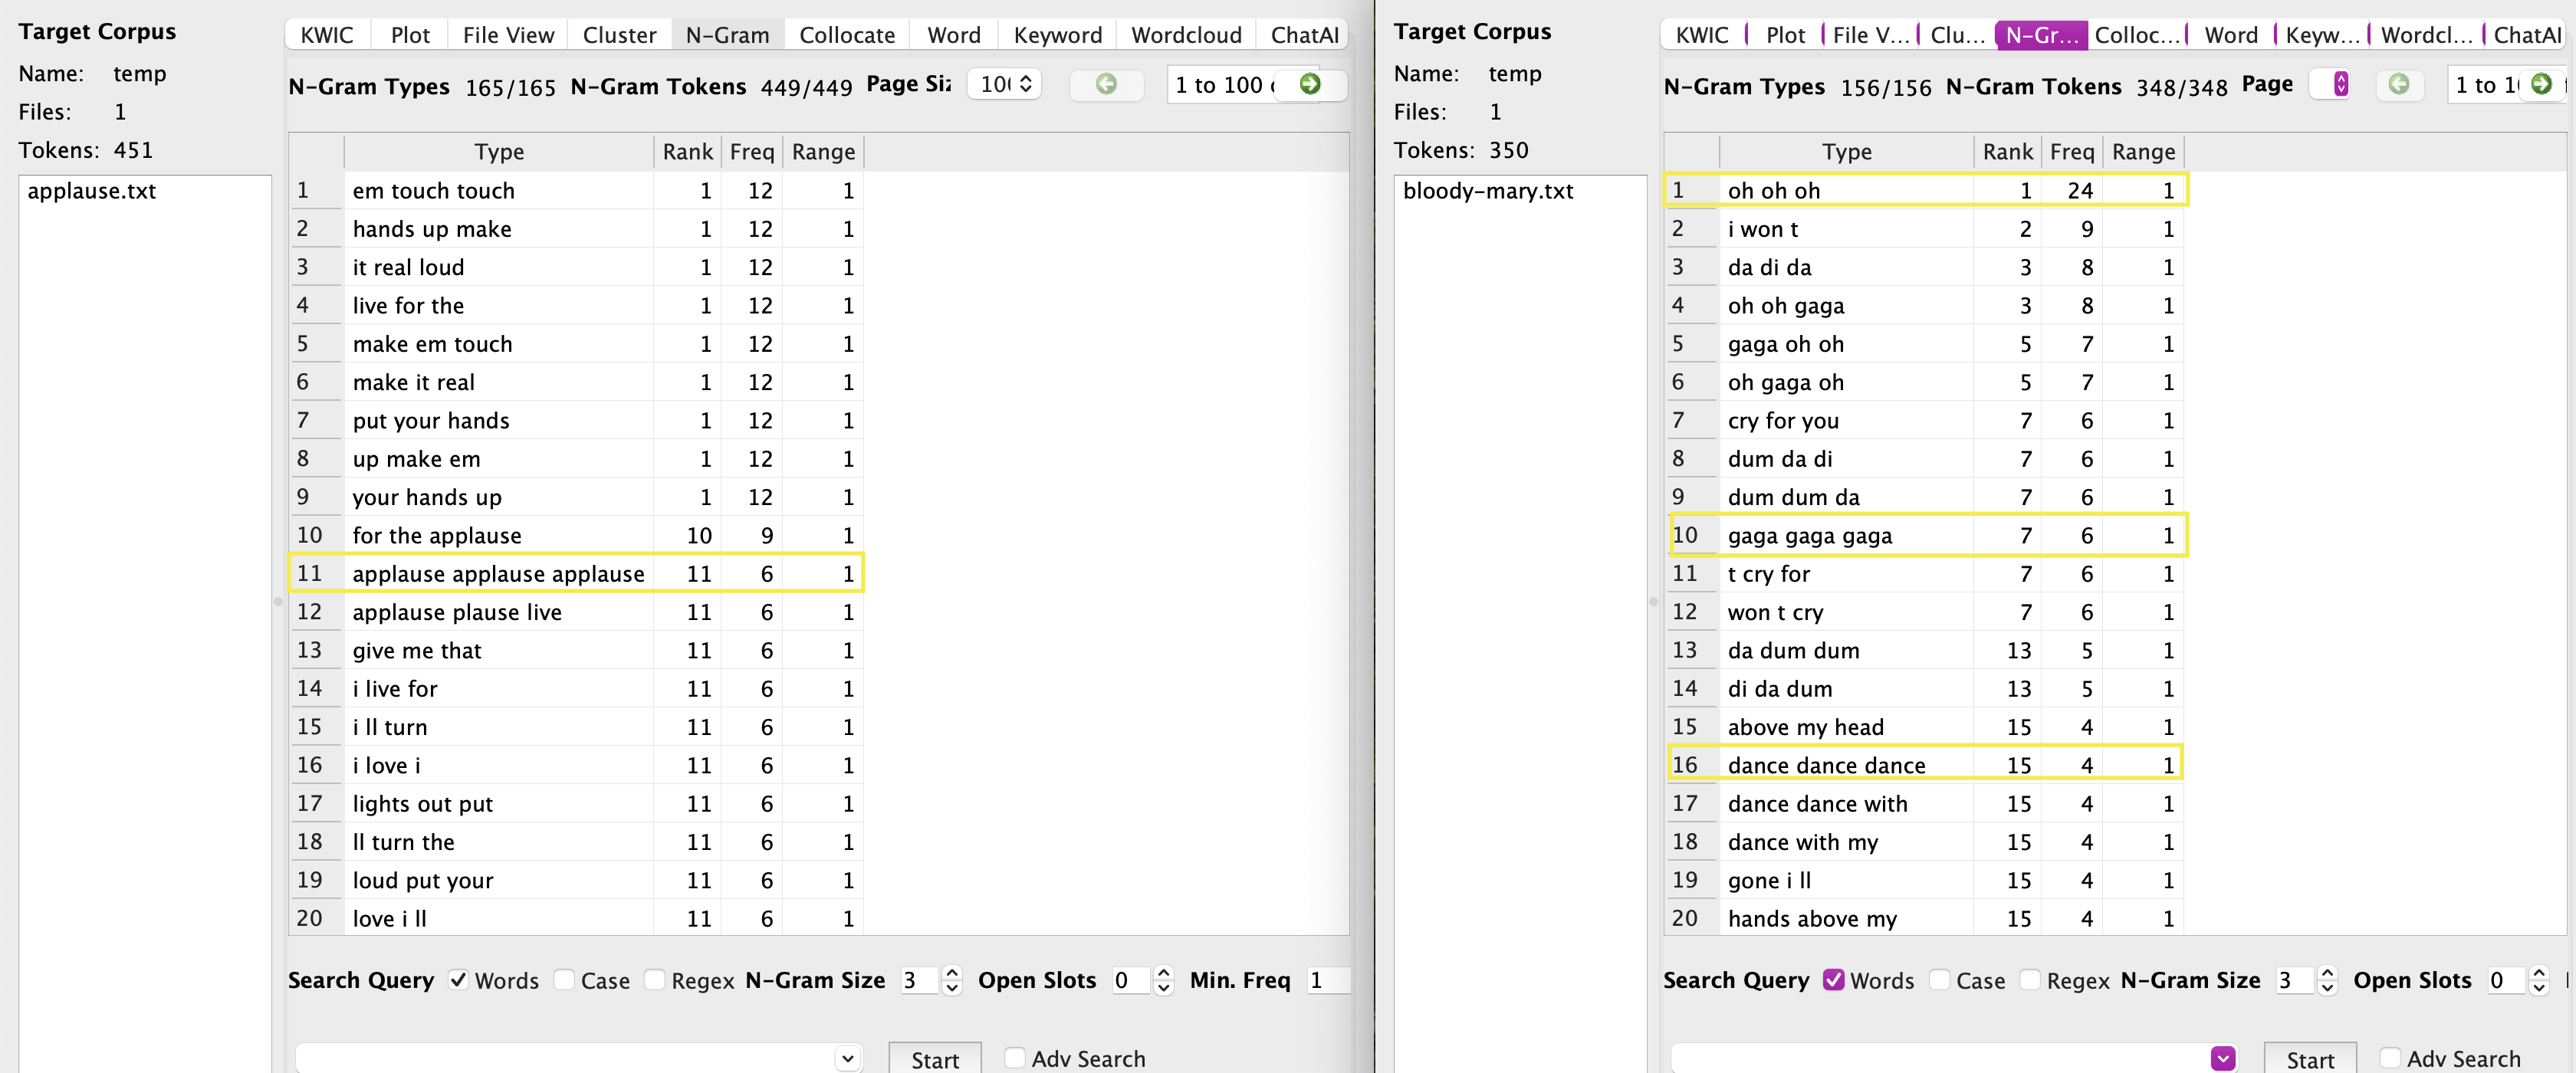 Target Corpus
Name: temp
Files: 1
Tokens: 451
applause.txt
KWIC Plot File View Cluster N-Gram Collocate Word Keyword Wordcloud ChatAI
N-Gram Types 165/165 N-Gram Tokens 449/449 Page Siz 100 1 to 100
Type Rank Freq Range
1 em touch touch 1 12 1
2 hands up make 1 12 1
3 it real loud 1 12 1
4 live for the 1 12 1
5 make em touch 1 12 1
6 make it real 1 12 1
7 put your hands 1 12 1
8 up make em 1 12 1
9 your hands up 1 12 1
10 for the applause 10 9 1
11 applause applause applause 11 6 1
12 applause plause live 11 6 1
13 give me that 11 6 1
14 i live for 11 6 1
15 i ll turn 11 6 1
16 i love i 11 6 1
17 lights out put 11 6 1
18 ll turn the 11 6 1
19 loud put your 11 6 1
20 love i ll 11 6 1
Search Query Words Case Regex N-Gram Size 3 Open Slots 0 Min. Freq 1
Start Adv Search
Target Corpus
Name: temp
Files: 1
Tokens: 350
bloody-mary.txt
KWIC Plot File V... Clu... N-Gr... Colloc... Word Keyw... Wordcl... ChatAI
N-Gram Types 156/156 N-Gram Tokens 348/348 Page 1 to 1
Type Rank Freq Range
1 oh oh oh 1 24 1
2 i won t 2 9 1
3 da di da 3 8 1
4 oh oh gaga 3 8 1
5 gaga oh oh 5 7 1
6 oh gaga oh 5 7 1
7 cry for you 7 6 1
8 dum da di 7 6 1
9 dum dum da 7 6 1
10 gaga gaga gaga 7 6 1
11 t cry for 7 6 1
12 won t cry 7 6 1
13 da dum dum 13 5 1
14 di da dum 13 5 1
15 above my head 15 4 1
16 dance dance dance 15 4 1
17 dance dance with 15 4 1
18 dance with my 15 4 1
19 gone i ll 15 4 1
20 hands above my 15 4 1
Search Query Words Case Regex N-Gram Size 3 Open Slots 0
Start Adv Search